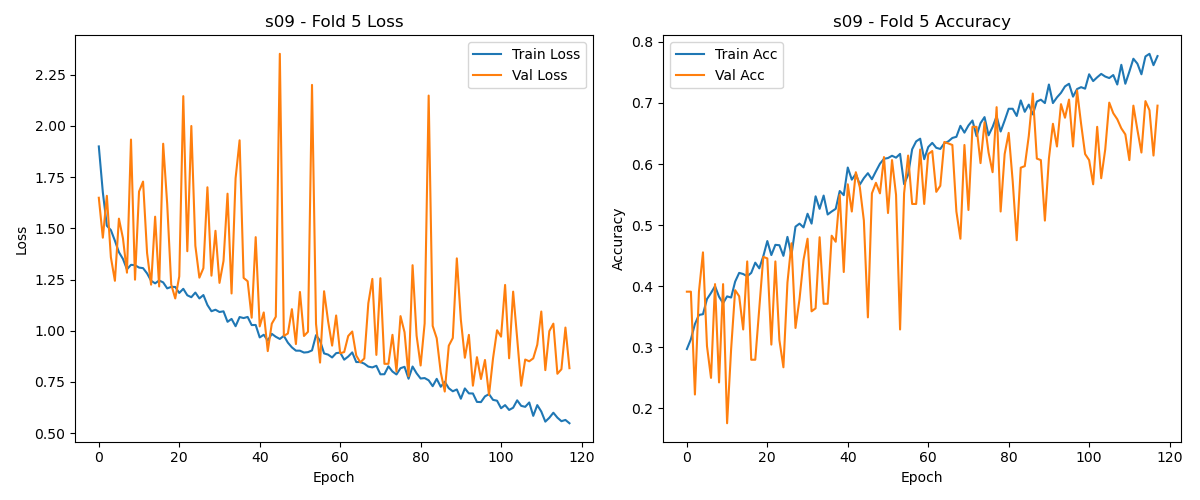 s09 - Fold 5 Loss
Train Loss
Val Loss
Loss
2.25
2.00
1.75
1.50
1.25
1.00
0.75
0.50
0 20 40 60 80 100 120
Epoch
s09 - Fold 5 Accuracy
Train Acc
Val Acc
Accuracy
0.8
0.7
0.6
0.5
0.4
0.3
0.2
0 20 40 60 80 100 120
Epoch